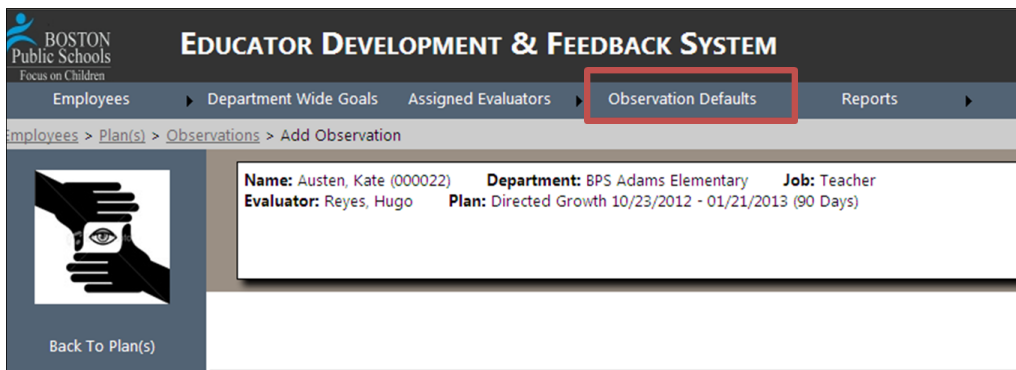 BOSTON
Public Schools
Focus on Children
EDUCATOR DEVELOPMENT & FEEDBACK SYSTEM
Employees Department Wide Goals Assigned Evaluators Observation Defaults Reports
Employees > Plan(s) > Observations > Add Observation
Name: Austen, Kate (000022) Department: BPS Adams Elementary Job: Teacher
Evaluator: Reyes, Hugo Plan: Directed Growth 10/23/2012 - 01/21/2013 (90 Days)
Back To Plan(s)